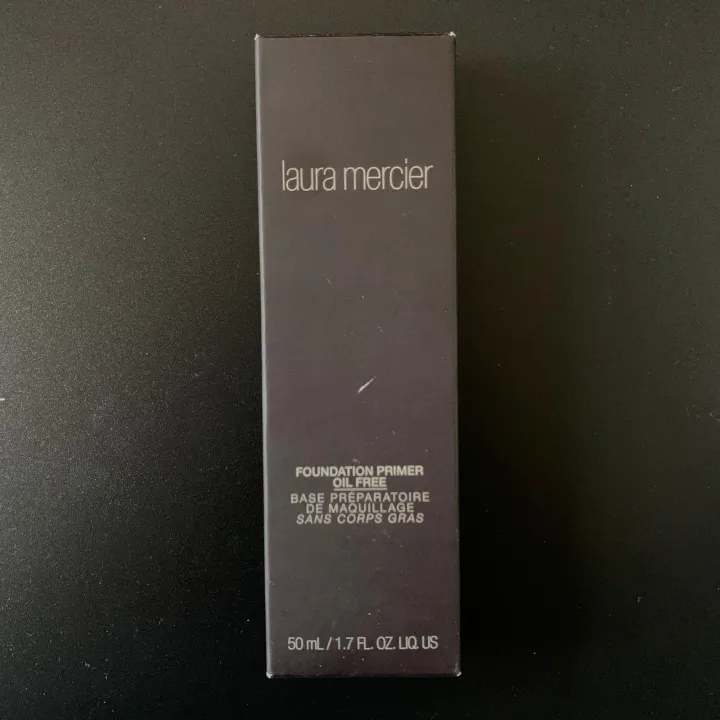 laura mercier
FOUNDATION PRIMER
OIL FREE
BASE PRÉPARATOIRE
DE MAQUILLAGE
SANS CORPS GRAS
50 mL / 1.7 FL. OZ. LIQ. US